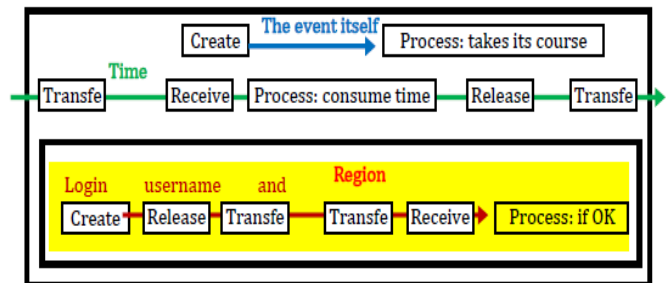 The event itself
Create Process: takes its course
Time
Transfe Receive Process: consume time Release Transfe
Region
Login username and
Create Release Transfe Transfe Receive Process: if OK